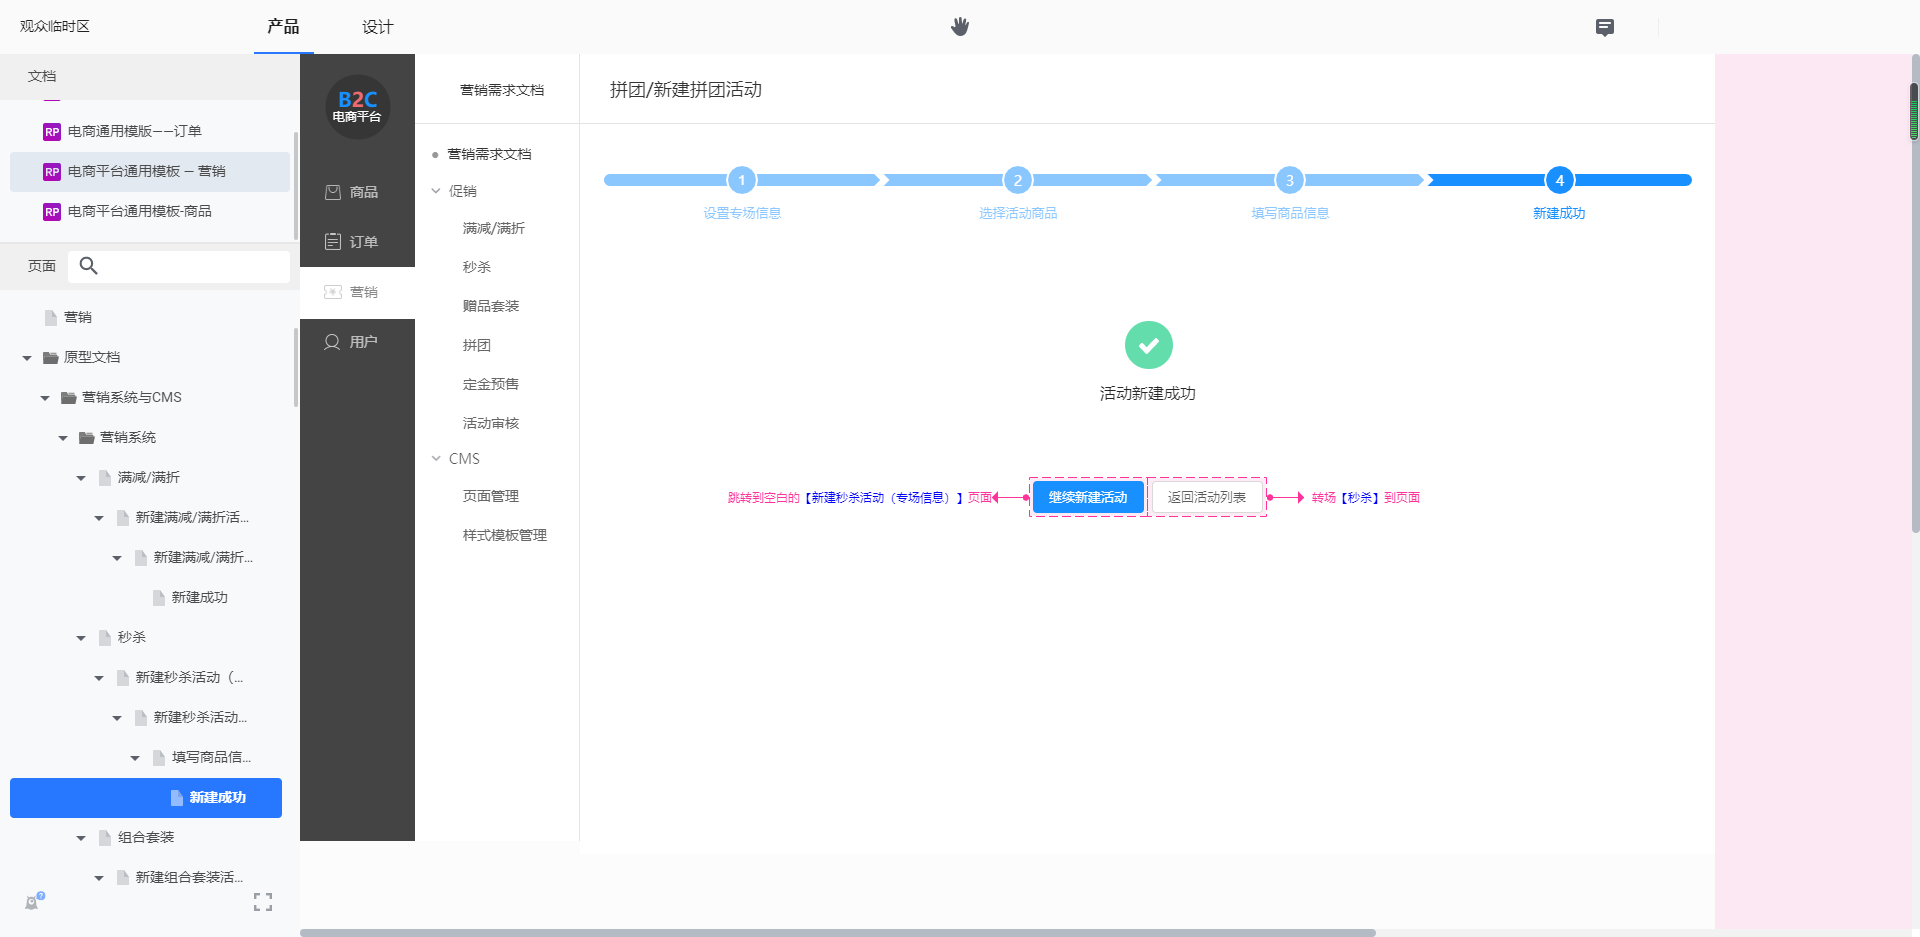 观众临时区
产品
设计
文档
RP 电商通用模版——订单
RP 电商平台通用模板 — 营销
RP 电商平台通用模板-商品
页面
营销
原型文档
营销系统与CMS
营销系统
满减/满折
新建满减/满折活...
新建满减/满折...
新建成功
秒杀
新建秒杀活动（...
新建秒杀活动...
填写商品信...
新建成功
组合套装
新建组合套装活...
?
B2C
电商平台
商品
订单
营销
用户
营销需求文档
营销需求文档
促销
满减/满折
秒杀
赠品套装
拼团
定金预售
活动审核
CMS
页面管理
样式模板管理
拼团/新建拼团活动
1
2
3
4
设置专场信息
选择活动商品
填写商品信息
新建成功
活动新建成功
跳转到空白的【新建秒杀活动（专场信息）】页面
继续新建活动
返回活动列表
转场【秒杀】到页面